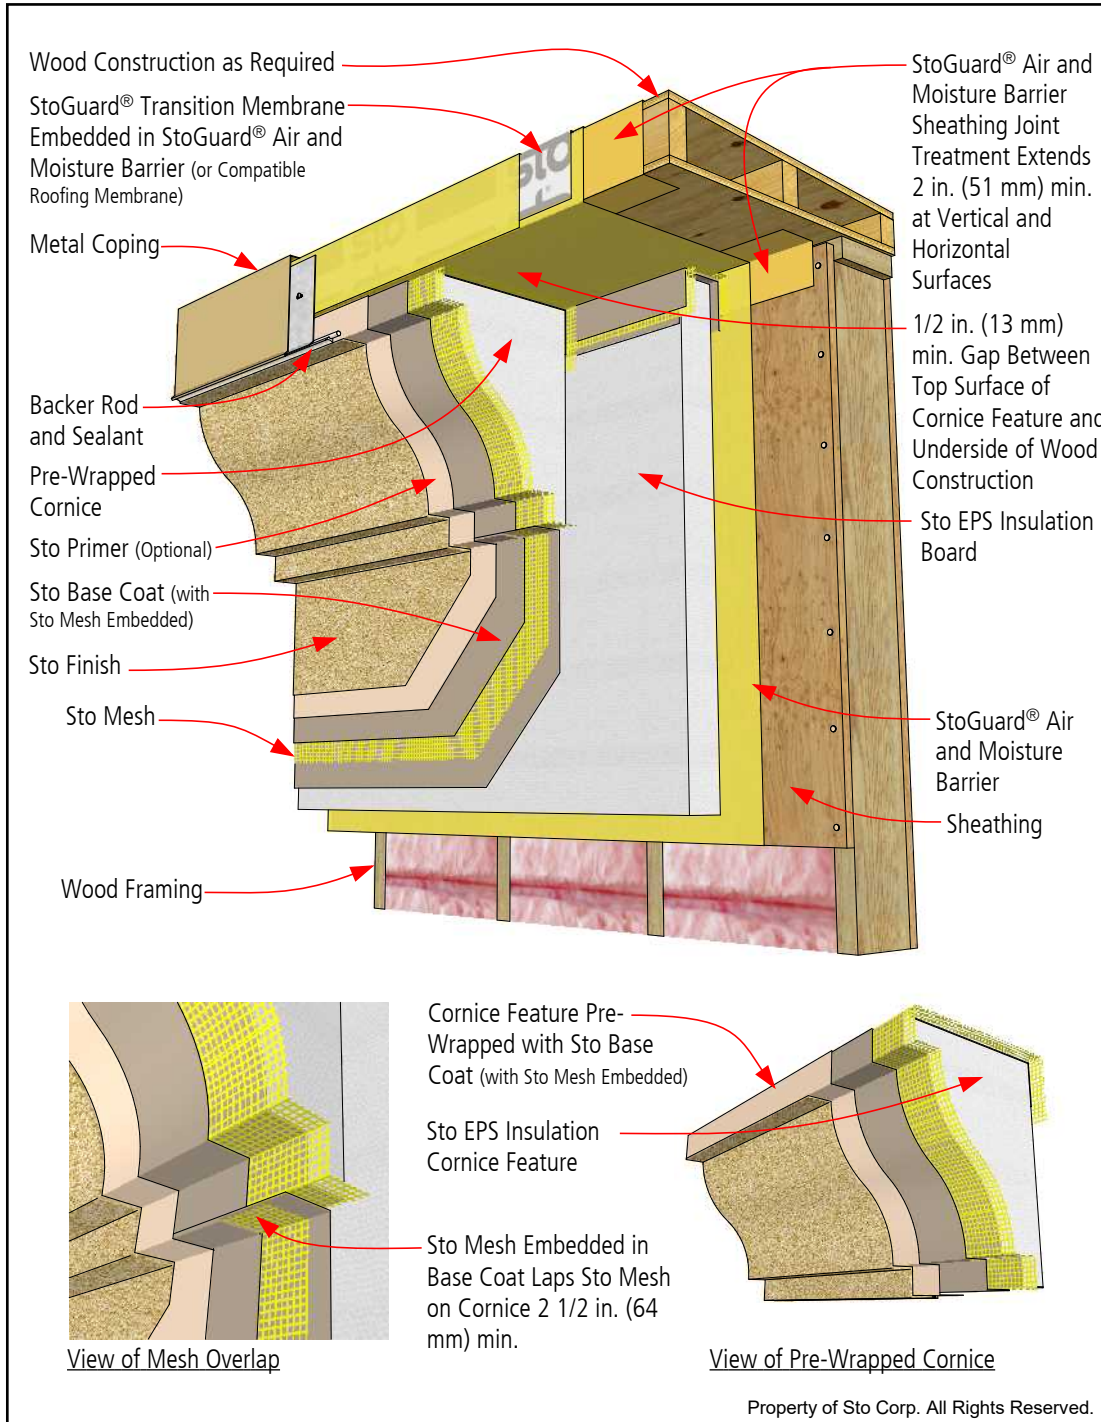 Wood Construction as Required
StoGuard® Transition Membrane
Embedded in StoGuard® Air and
Moisture Barrier (or Compatible
Roofing Membrane)
Metal Coping
Backer Rod
and Sealant
Pre-Wrapped
Cornice
Sto Primer (Optional)
Sto Base Coat (with
Sto Mesh Embedded)
Sto Finish
Sto Mesh
Wood Framing
sto
StoGuard® Air and
Moisture Barrier
Sheathing Joint
Treatment Extends
2 in. (51 mm) min.
at Vertical and
Horizontal
Surfaces
1/2 in. (13 mm)
min. Gap Between
Top Surface of
Cornice Feature and
Underside of Wood
Construction
Sto EPS Insulation
Board
StoGuard® Air
and Moisture
Barrier
Sheathing
Cornice Feature Pre-
Wrapped with Sto Base
Coat (with Sto Mesh Embedded)
Sto EPS Insulation
Cornice Feature
Sto Mesh Embedded in
Base Coat Laps Sto Mesh
on Cornice 2 1/2 in. (64
mm) min.
View of Mesh Overlap
View of Pre-Wrapped Cornice
Property of Sto Corp. All Rights Reserved.